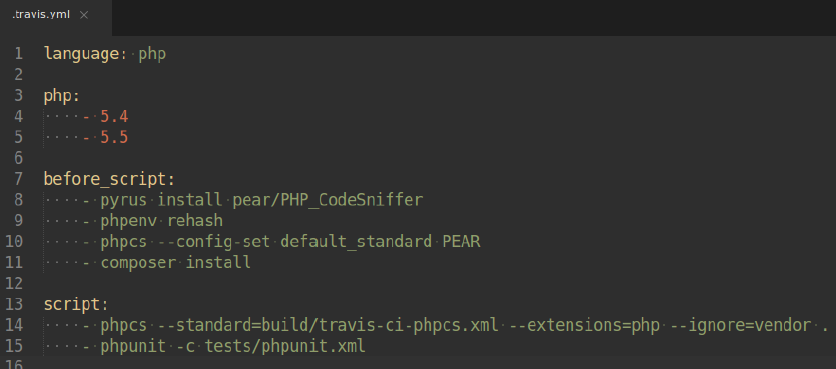 .travis.yml ×
1 language: php
2
3 php:
4     - 5.4
5     - 5.5
6
7 before_script:
8     - pyrus install pear/PHP_CodeSniffer
9     - phpenv rehash
10     - phpcs --config-set default_standard PEAR
11     - composer install
12
13 script:
14     - phpcs --standard=build/travis-ci-phpcs.xml --extensions=php --ignore=vendor .
15     - phpunit -c tests/phpunit.xml
16